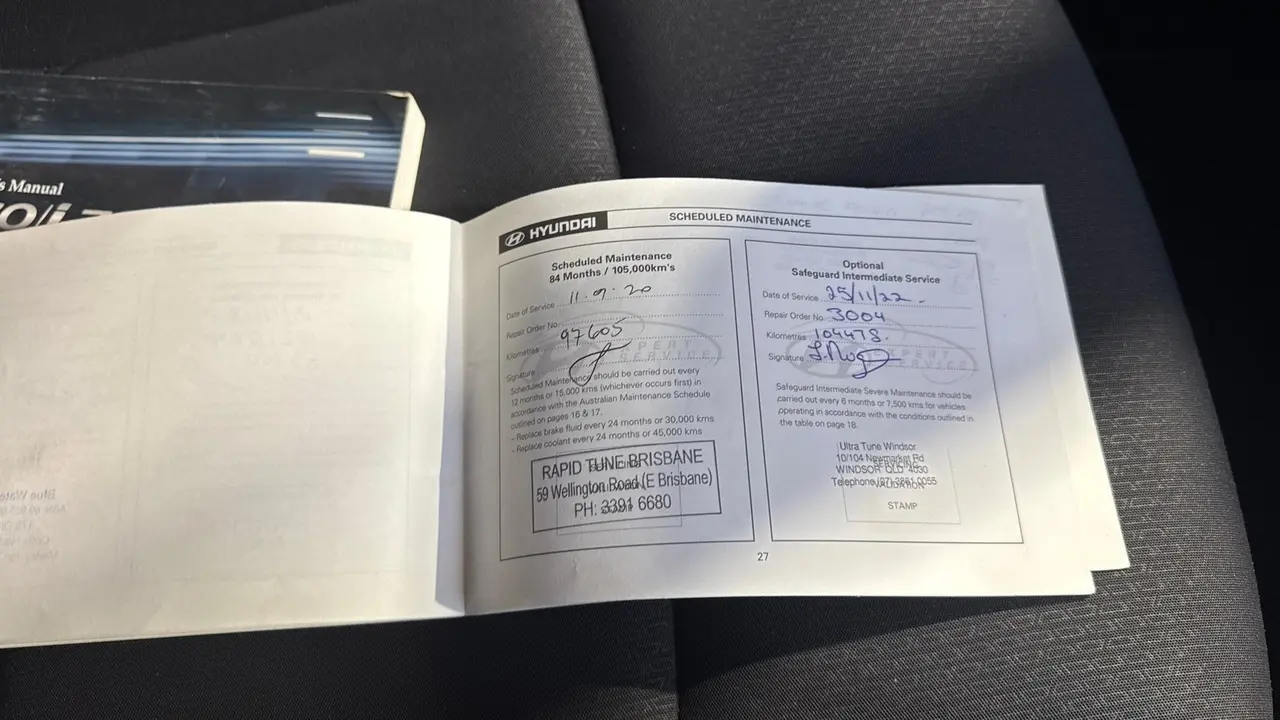 s Manual
HYUNDAI
SCHEDULED MAINTENANCE
Scheduled Maintenance
84 Months / 105,000km's
Date of Service 11.9.20
Repair Order No.
Kilometres 97605
Signature
Scheduled Maintenance should be carried out every
12 months or 15,000 kms (whichever occurs first) in
accordance with the Australian Maintenance Schedule
outlined on pages 16 & 17.
- Replace brake fluid every 24 months or 30,000 kms
- Replace coolant every 24 months or 45,000 kms
RAPID TUNE BRISBANE
59 Wellington Road (E Brisbane)
PH: 3391 6680
Optional
Safeguard Intermediate Service
Date of Service 25/11/22.
Repair Order No. 3004
Kilometres 104478.
Signature
EXPERT
SERVICE
Safeguard Intermediate Severe Maintenance should be
carried out every 6 months or 7,500 kms for vehicles
operating in accordance with the conditions outlined in
the table on page 18.
Ultra Tune Windsor
10/104 Newmarket Rd
WINDSOR QLD 4030
Telephone
STAMP
27